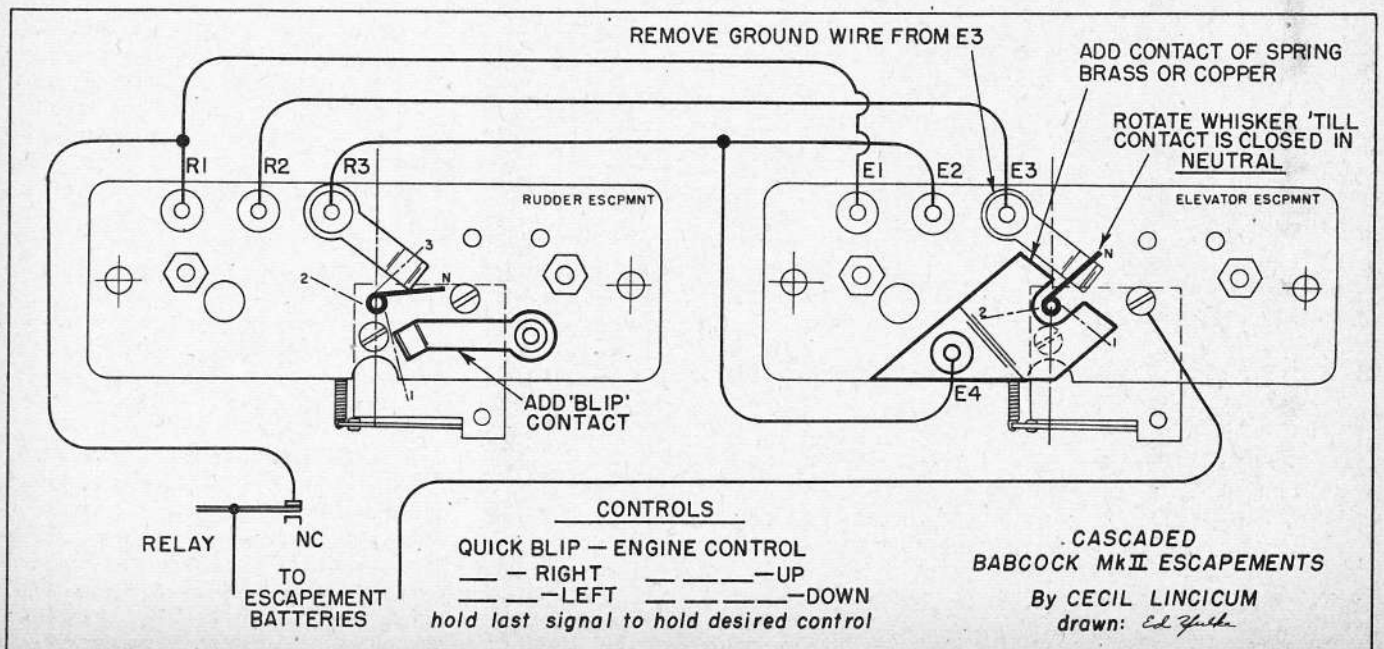 REMOVE GROUND WIRE FROM E3
ADD CONTACT OF SPRING
BRASS OR COPPER
ROTATE WHISKER 'TILL
CONTACT IS CLOSED IN
NEUTRAL
R1
R2
R3
E1
E2
E3
RUDDER ESCPMNT
ELEVATOR ESCPMNT
3
N
2
1
N
2
1
E4
ADD 'BLIP'
CONTACT
RELAY
NC
TO
ESCAPEMENT
BATTERIES
CONTROLS
QUICK BLIP — ENGINE CONTROL
— — RIGHT — — — — UP
— — — LEFT — — — — — DOWN
hold last signal to hold desired control
CASCADED
BABCOCK MK II ESCAPEMENTS
By CECIL LINCICUM
drawn: Ed